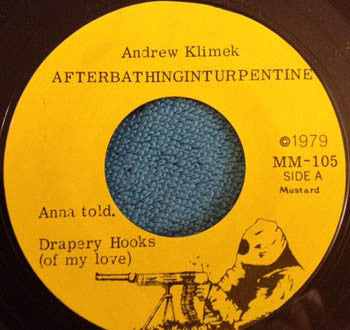 Andrew Klimek
AFTERBATHINGINTURPENTINE
©1979
MM-105
SIDE A
Mustard
Anna told.
Drapery Hooks
(of my love)